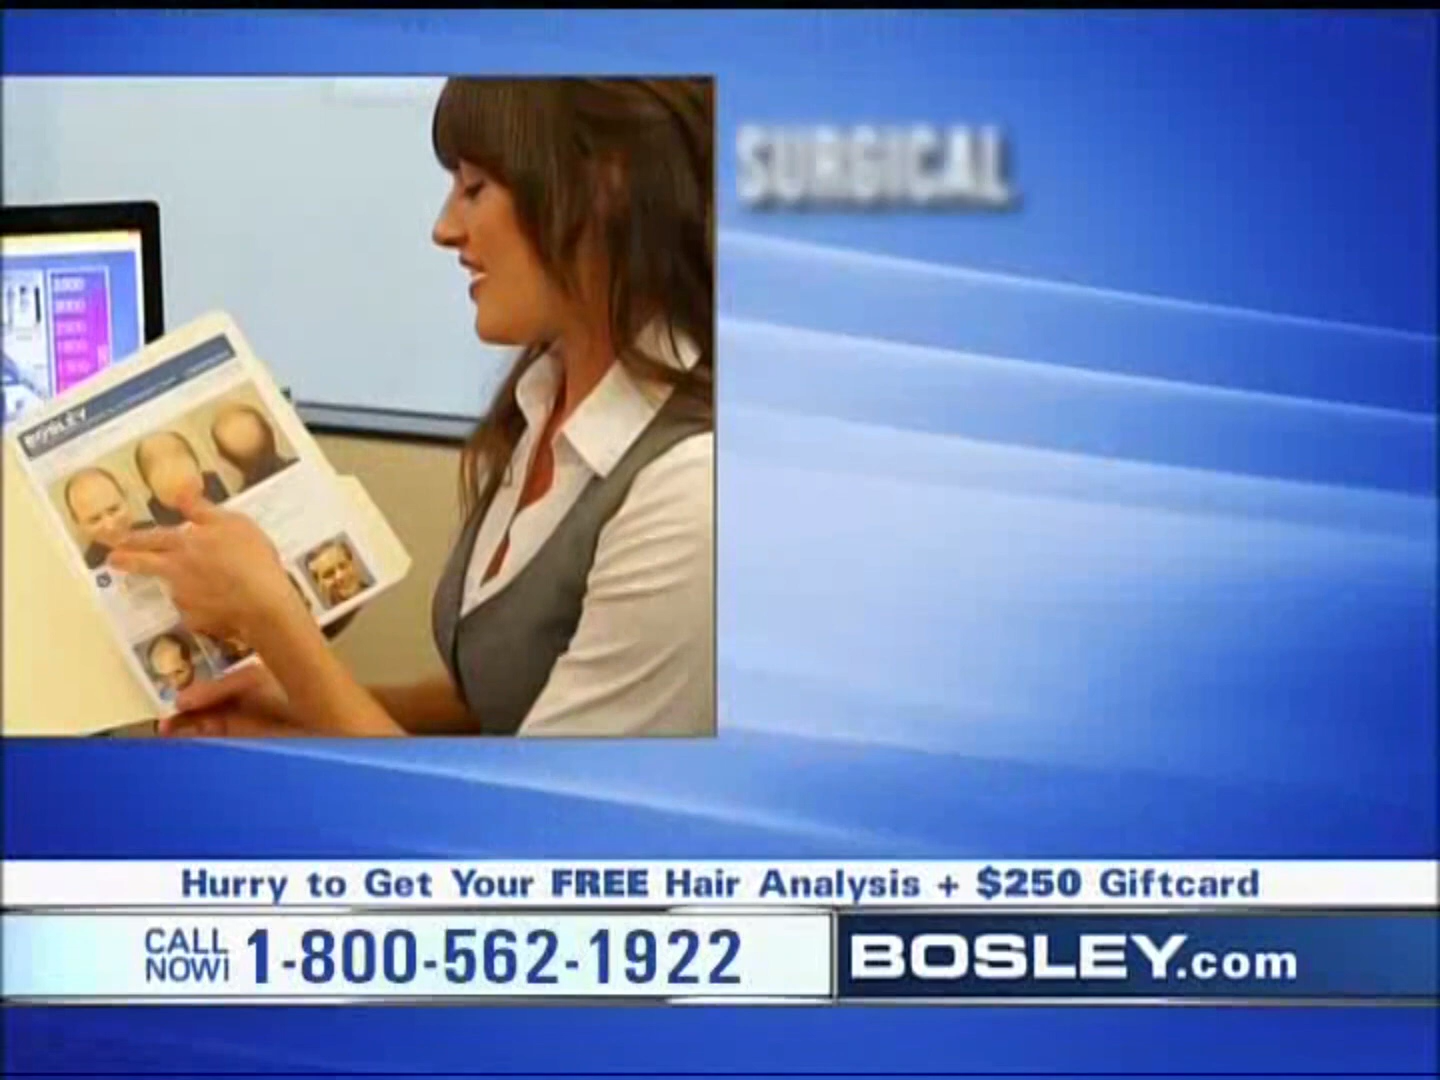 SURGICAL
BOSLEY
Hurry to Get Your FREE Hair Analysis + $250 Giftcard
CALL NOW! 1-800-562-1922
BOSLEY.com